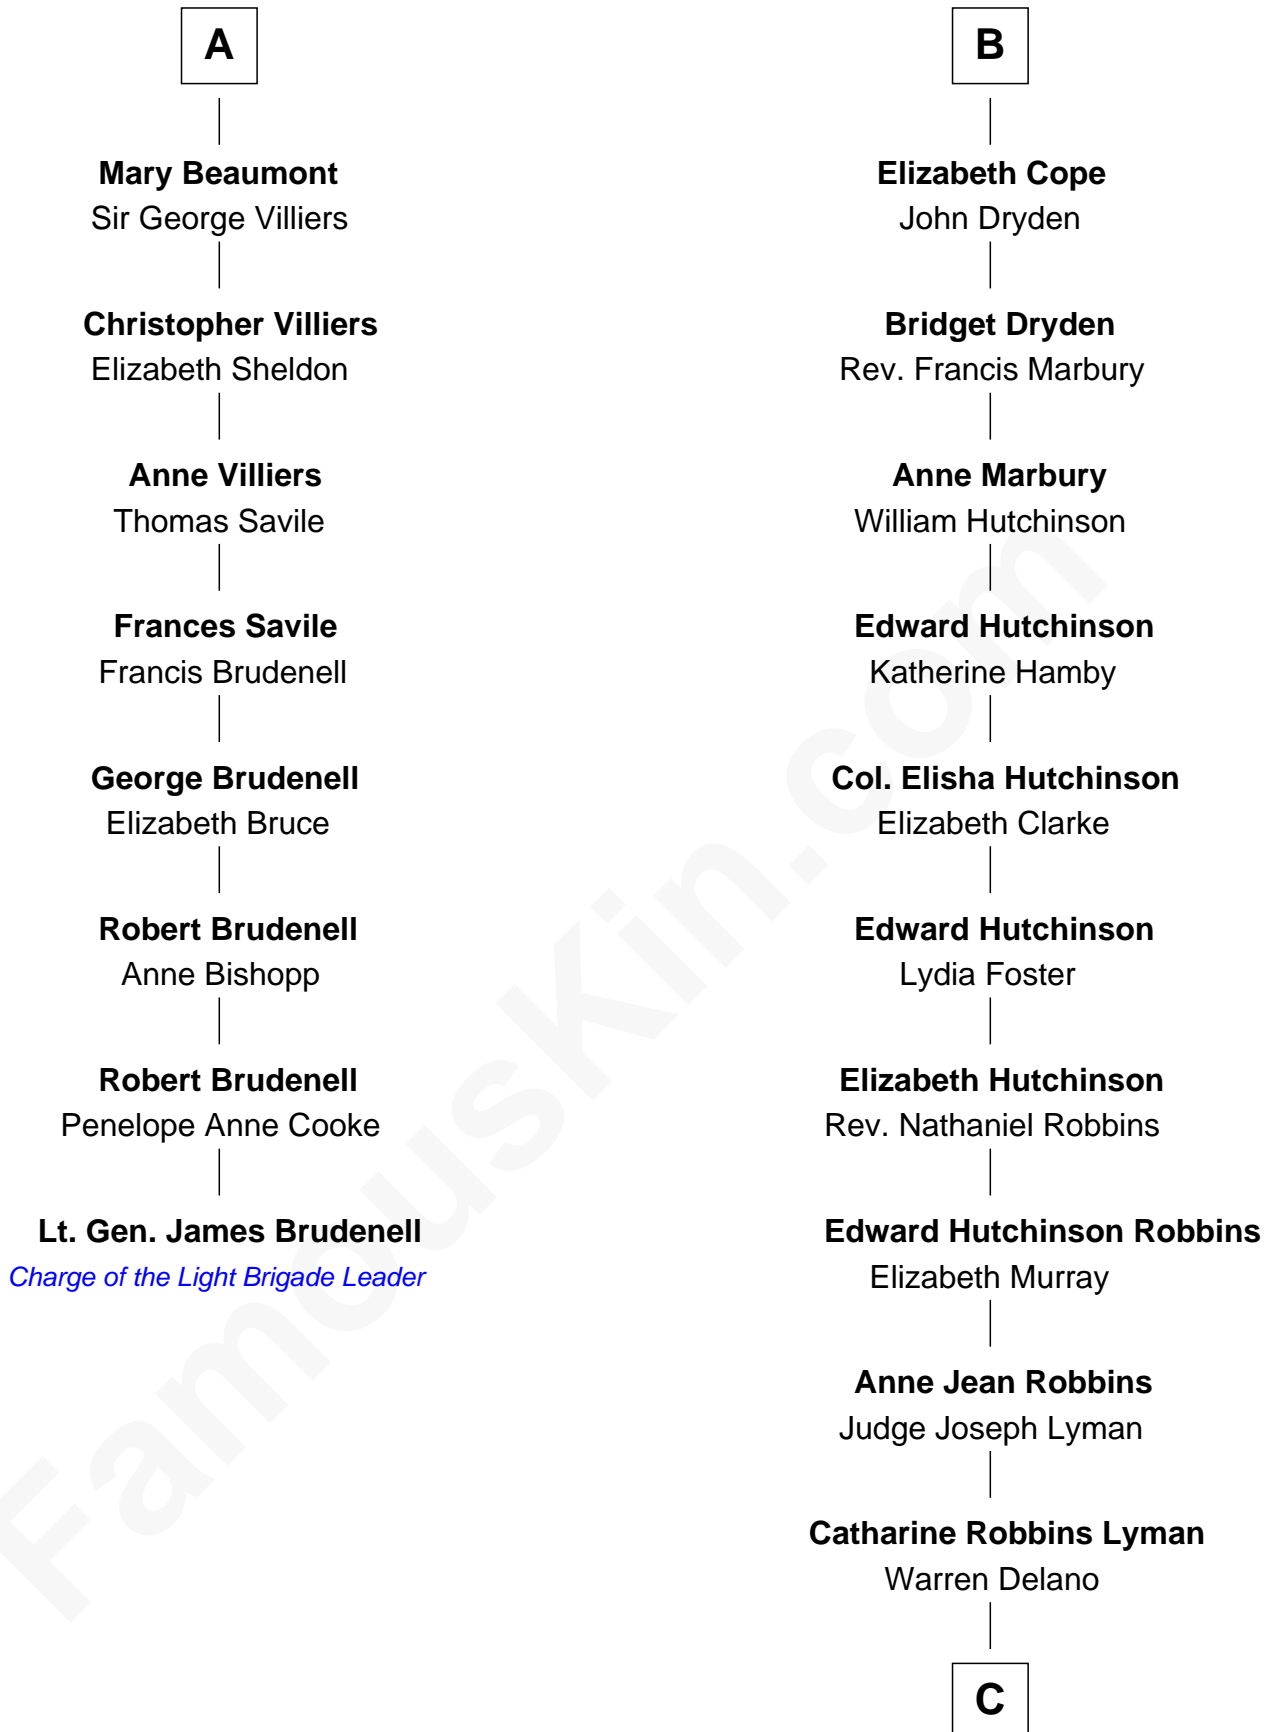 A
Mary Beaumont
Sir George Villiers
Christopher Villiers
Elizabeth Sheldon
Anne Villiers
Thomas Savile
Frances Savile
Francis Brudenell
George Brudenell
Elizabeth Bruce
Robert Brudenell
Anne Bishopp
Robert Brudenell
Penelope Anne Cooke
Lt. Gen. James Brudenell
Charge of the Light Brigade Leader
B
Elizabeth Cope
John Dryden
Bridget Dryden
Rev. Francis Marbury
Anne Marbury
William Hutchinson
Edward Hutchinson
Katherine Hamby
Col. Elisha Hutchinson
Elizabeth Clarke
Edward Hutchinson
Lydia Foster
Elizabeth Hutchinson
Rev. Nathaniel Robbins
Edward Hutchinson Robbins
Elizabeth Murray
Anne Jean Robbins
Judge Joseph Lyman
Catharine Robbins Lyman
Warren Delano
C
FamousKin.com